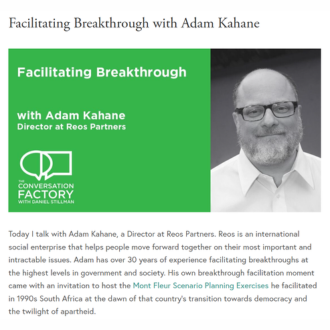 Facilitating Breakthrough with Adam Kahane
Facilitating Breakthrough
with Adam Kahane
Director at Reos Partners
THE
CONVERSATION
FACTORY
WITH DANIEL STILLMAN
Today I talk with Adam Kahane, a Director at Reos Partners. Reos is an international
social enterprise that helps people move forward together on their most important and
intractable issues. Adam has over 30 years of experience facilitating breakthroughs at
the highest levels in government and society. His own breakthrough facilitation moment
came with an invitation to host the Mont Fleur Scenario Planning Exercises he facilitated
in 1990s South Africa at the dawn of that country's transition towards democracy and
the twilight of apartheid.